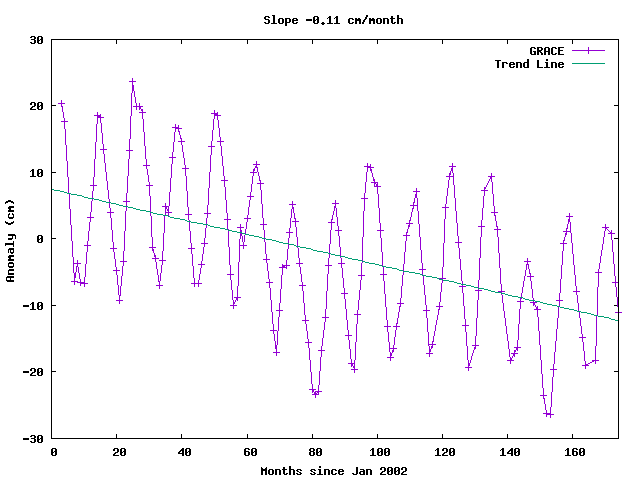 Slope -0.11 cm/month
GRACE
Trend Line
30
20
10
0
-10
-20
-30
Anomaly (cm)
0 20 40 60 80 100 120 140 160
Months since Jan 2002